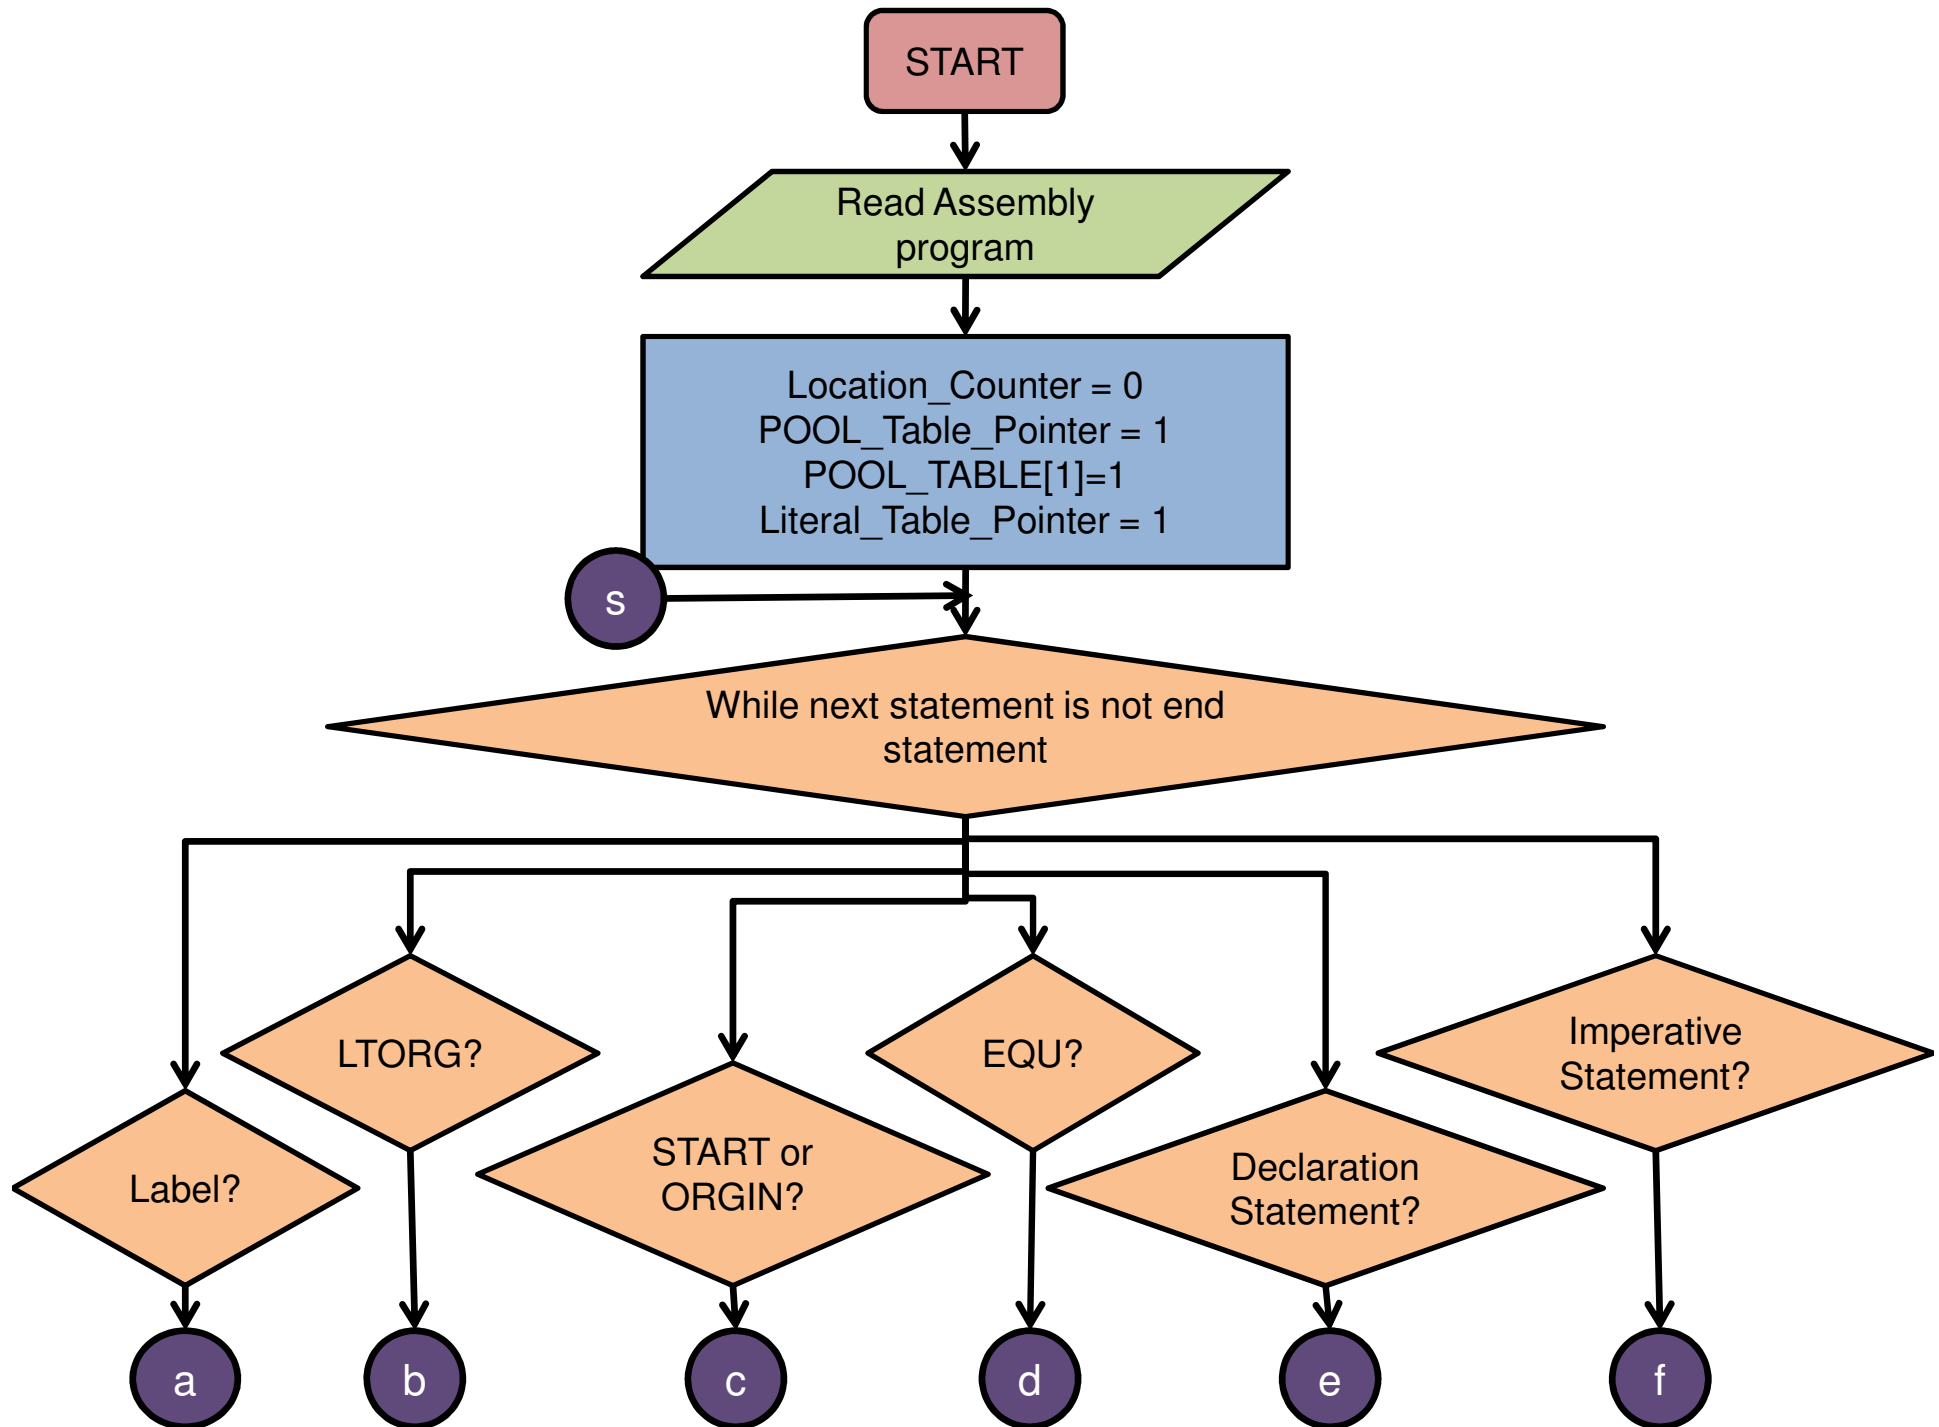 START
Read Assembly
program
Location_Counter = 0
POOL_Table_Pointer = 1
POOL_TABLE[1]=1
Literal_Table_Pointer = 1
s
While next statement is not end
statement
LTORG?
EQU?
Imperative
Statement?
Label?
START or
ORGIN?
Declaration
Statement?
a
b
c
d
e
f